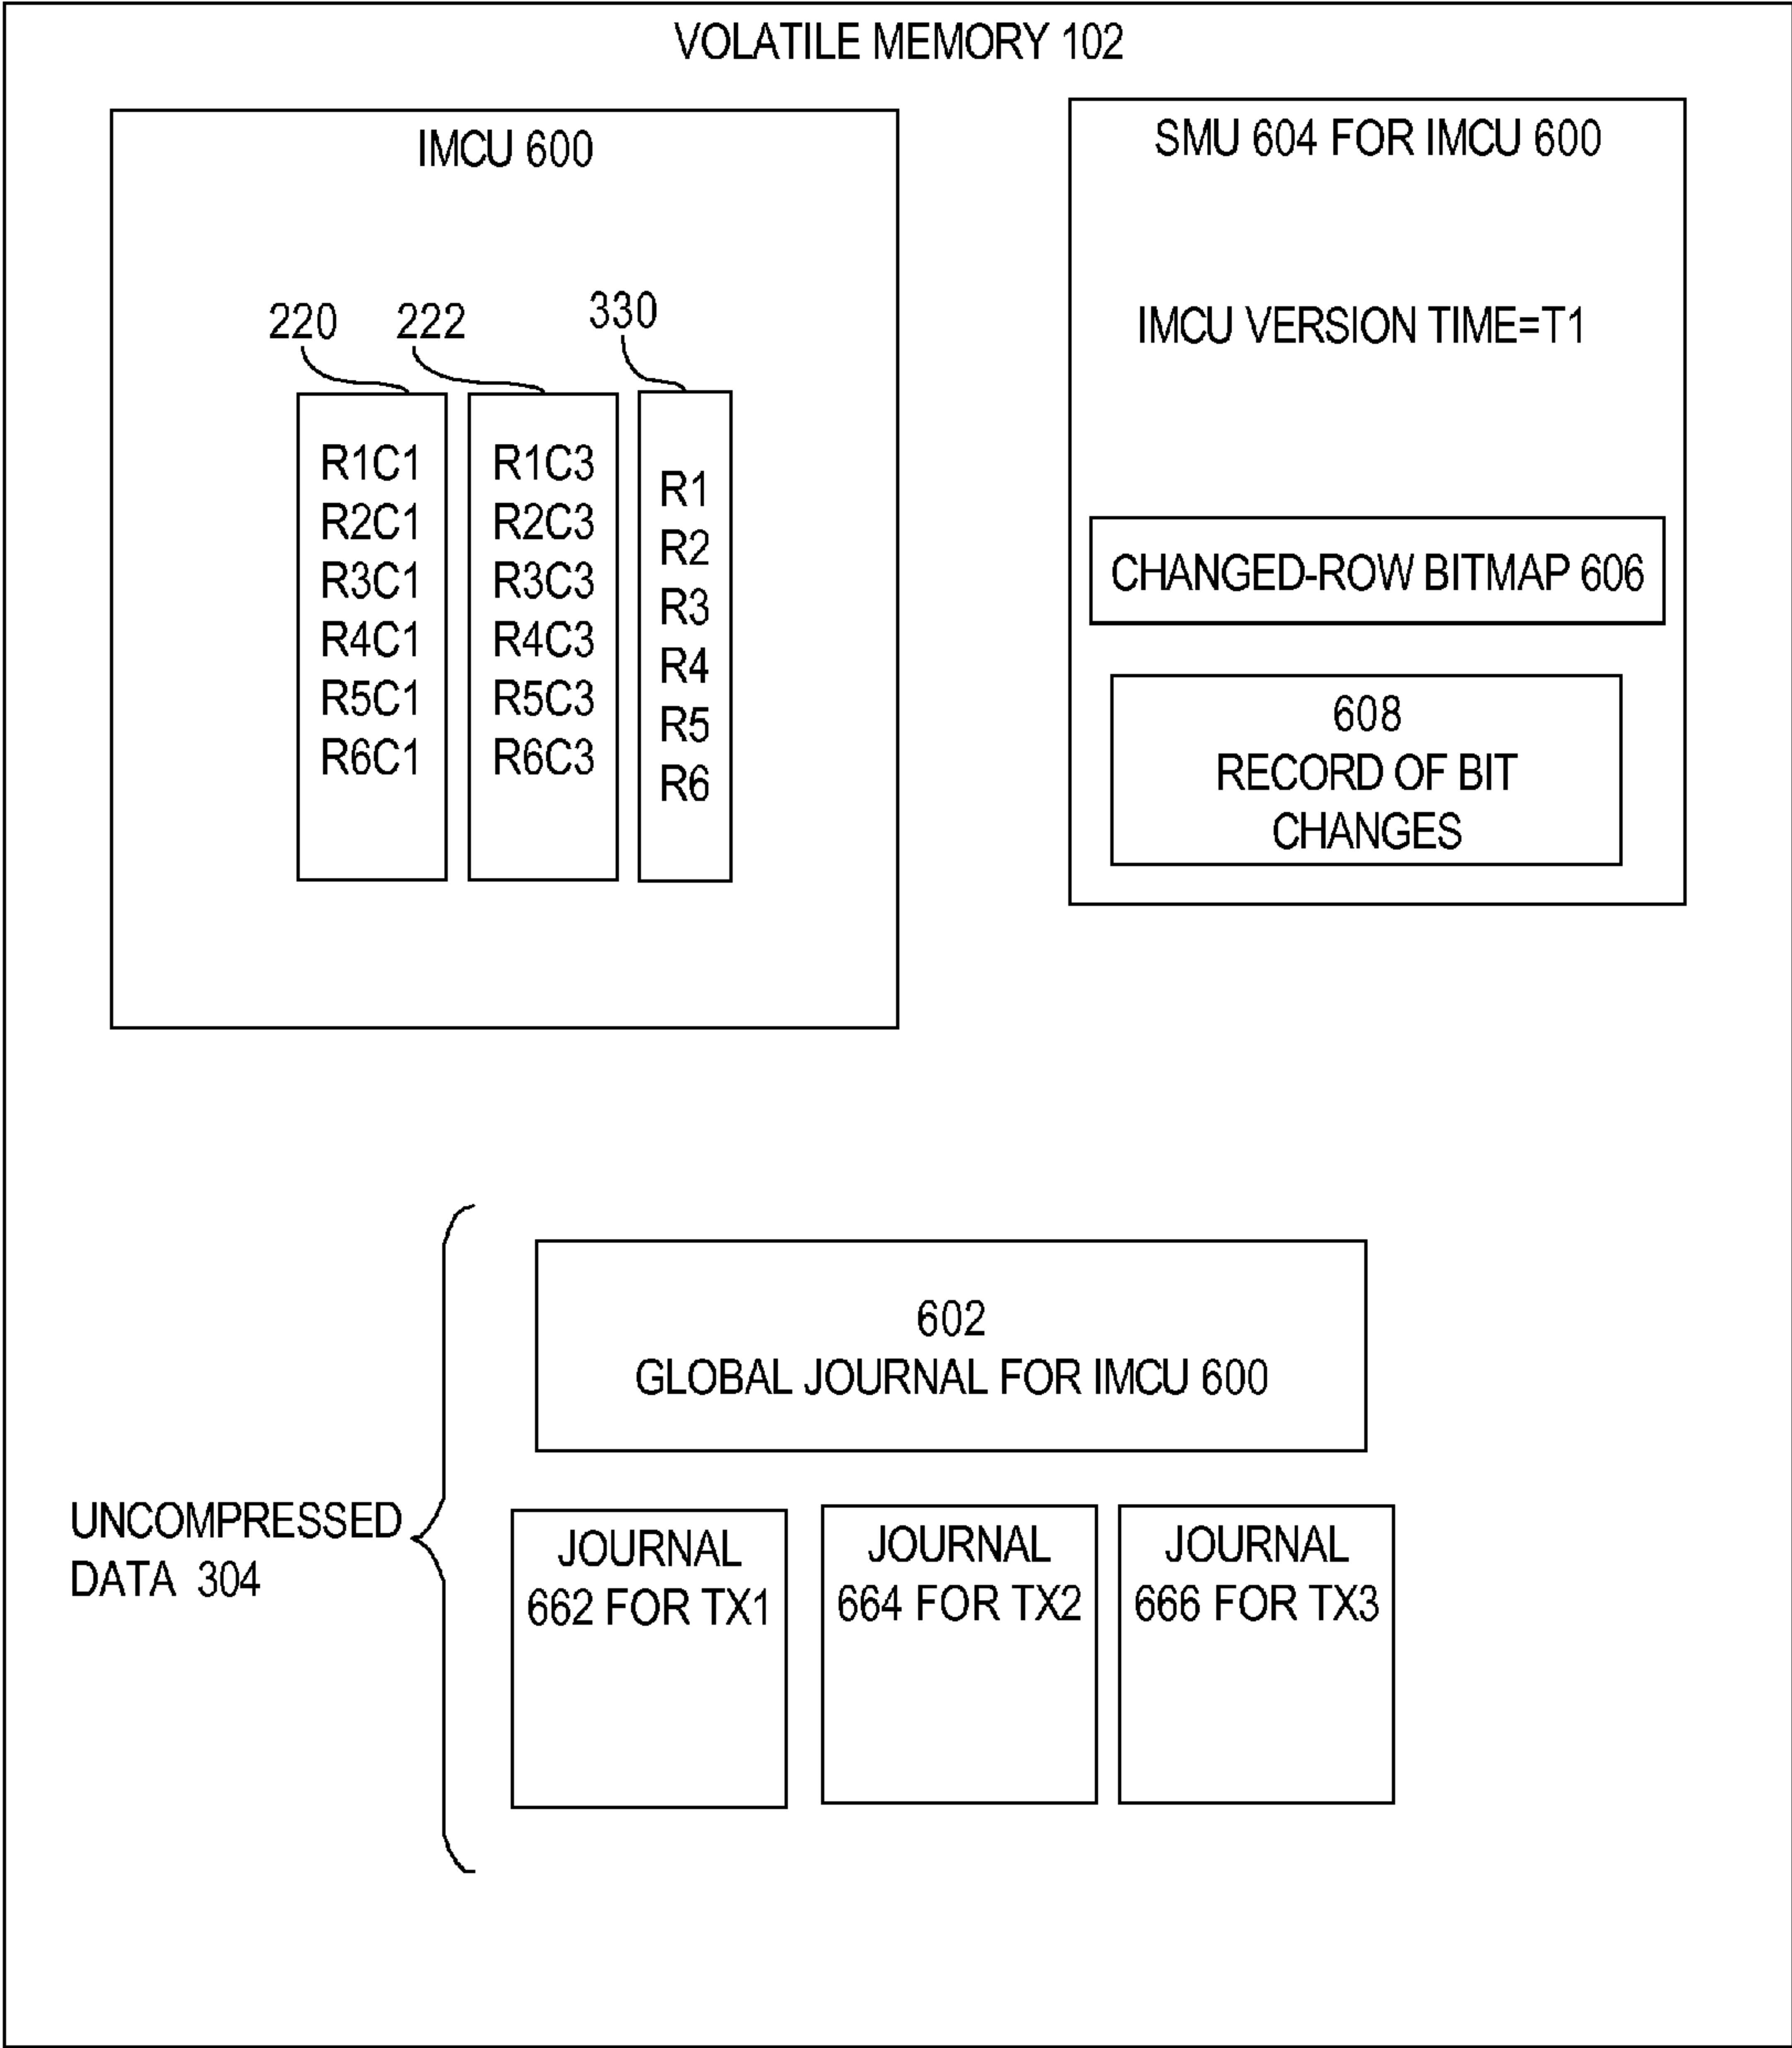 VOLATILE MEMORY 102
IMCU 600
220
222
330
R1C1
R2C1
R3C1
R4C1
R5C1
R6C1
R1C3
R2C3
R3C3
R4C3
R5C3
R6C3
R1
R2
R3
R4
R5
R6
SMU 604 FOR IMCU 600
IMCU VERSION TIME=T1
CHANGED-ROW BITMAP 606
608
RECORD OF BIT
CHANGES
UNCOMPRESSED
DATA 304
602
GLOBAL JOURNAL FOR IMCU 600
JOURNAL
662 FOR TX1
JOURNAL
664 FOR TX2
JOURNAL
666 FOR TX3